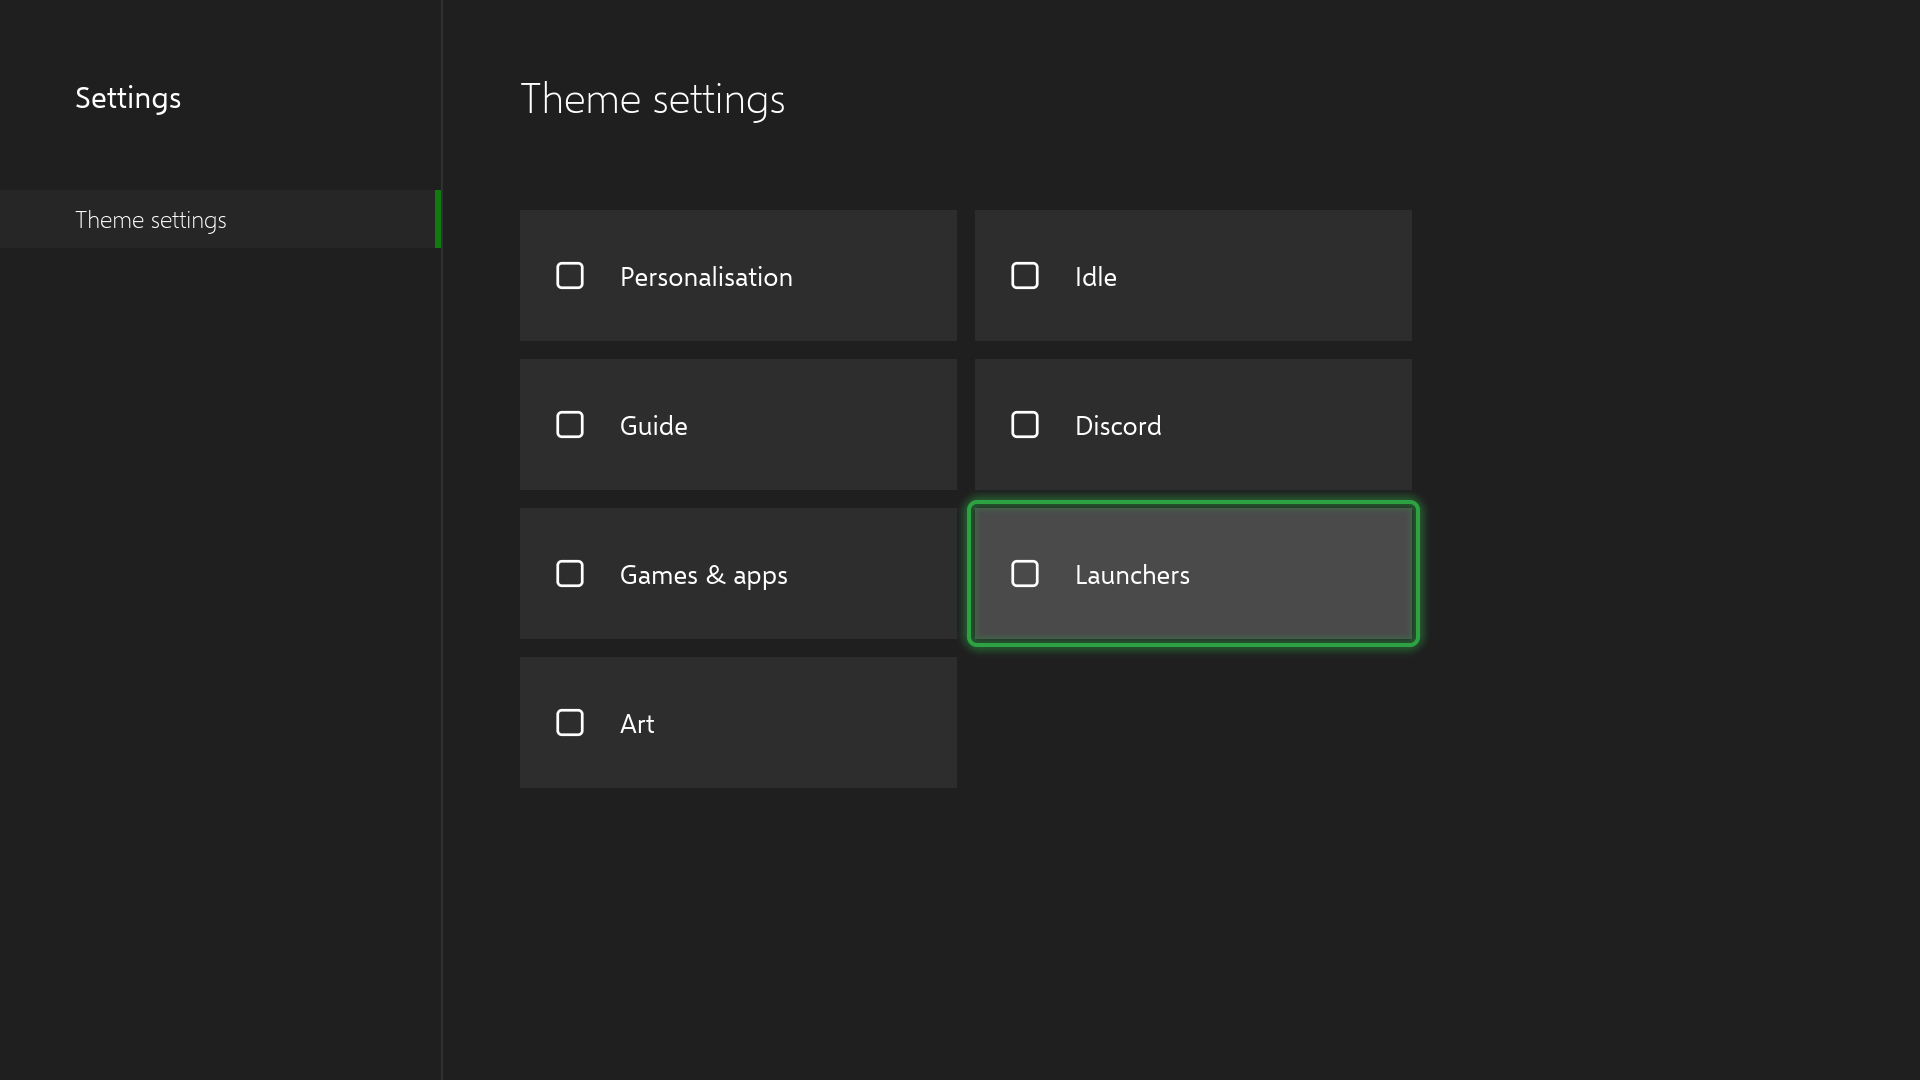 Settings
Theme settings
Theme settings
Personalisation
Idle
Guide
Discord
Games & apps
Launchers
Art